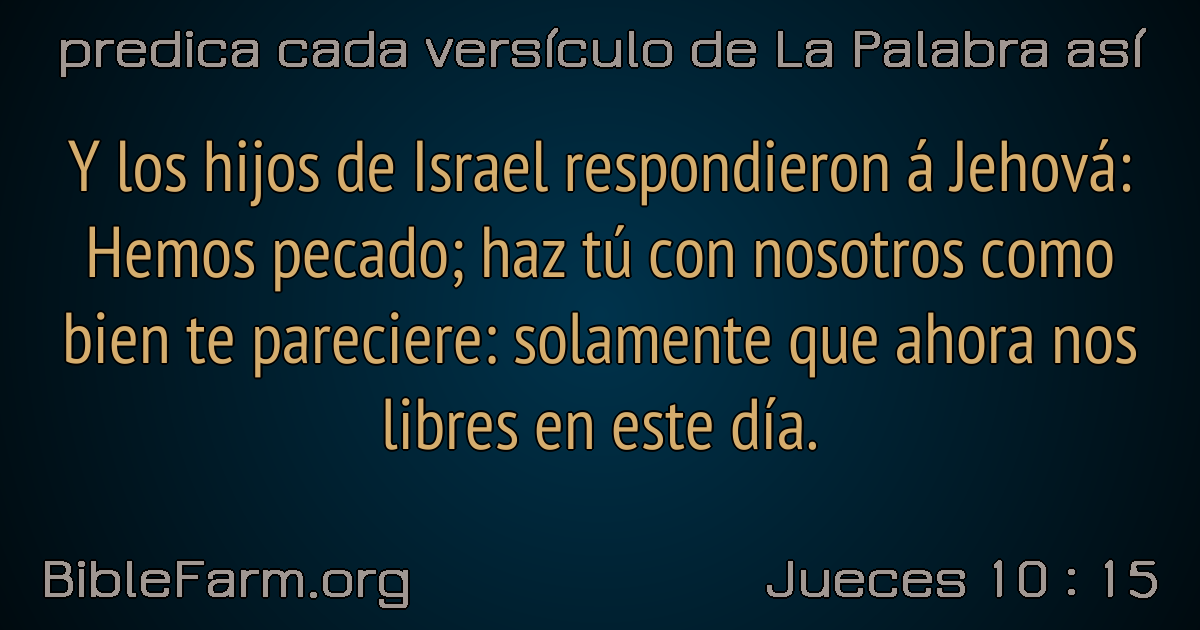 predica cada versículo de La Palabra así
Y los hijos de Israel respondieron á Jehová:
Hemos pecado; haz tú con nosotros como
bien te pareciere: solamente que ahora nos
libres en este día.
BibleFarm.org
Jueces 10 : 15